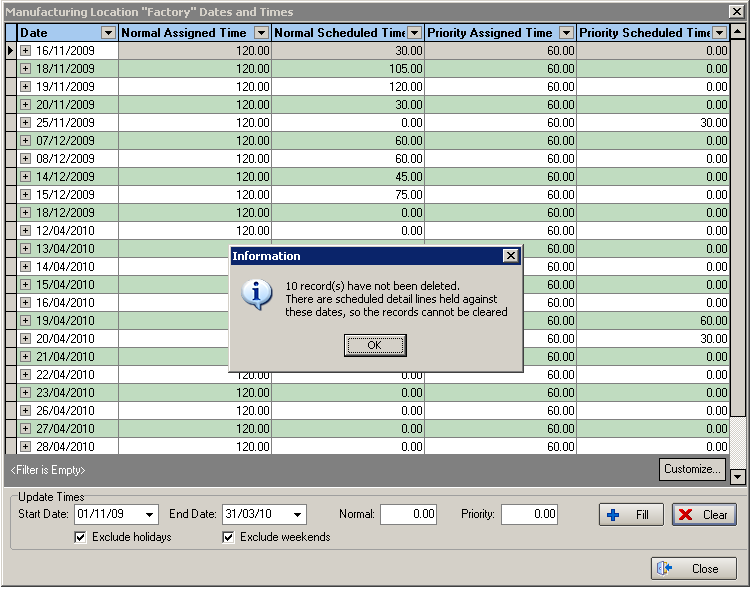 Manufacturing Location "Factory" Dates and Times
Date Normal Assigned Time Normal Scheduled Time Priority Assigned Time Priority Scheduled Time
16/11/2009 120.00 30.00 60.00 0.00
18/11/2009 120.00 105.00 60.00 0.00
19/11/2009 120.00 120.00 60.00 0.00
20/11/2009 120.00 30.00 60.00 0.00
25/11/2009 120.00 0.00 60.00 30.00
07/12/2009 120.00 60.00 60.00 0.00
08/12/2009 120.00 60.00 60.00 0.00
14/12/2009 120.00 45.00 60.00 0.00
15/12/2009 120.00 75.00 60.00 0.00
18/12/2009 120.00 0.00 60.00 0.00
12/04/2010 120.00 0.00 60.00 0.00
13/04/2010 60.00 0.00
14/04/2010 60.00 0.00
15/04/2010 60.00 0.00
16/04/2010 60.00 0.00
19/04/2010 60.00 60.00
20/04/2010 60.00 30.00
21/04/2010 60.00 0.00
22/04/2010 120.00 0.00 60.00 0.00
23/04/2010 120.00 0.00 60.00 0.00
26/04/2010 120.00 0.00 60.00 0.00
27/04/2010 120.00 0.00 60.00 0.00
28/04/2010 120.00 0.00 60.00 0.00
Information
10 record(s) have not been deleted.
There are scheduled detail lines held against
these dates, so the records cannot be cleared
OK
<Filter is Empty>
Customize...
Update Times
Start Date: 01/11/09 End Date: 31/03/10 Normal: 0.00 Priority: 0.00 Fill Clear
Exclude holidays Exclude weekends
Close